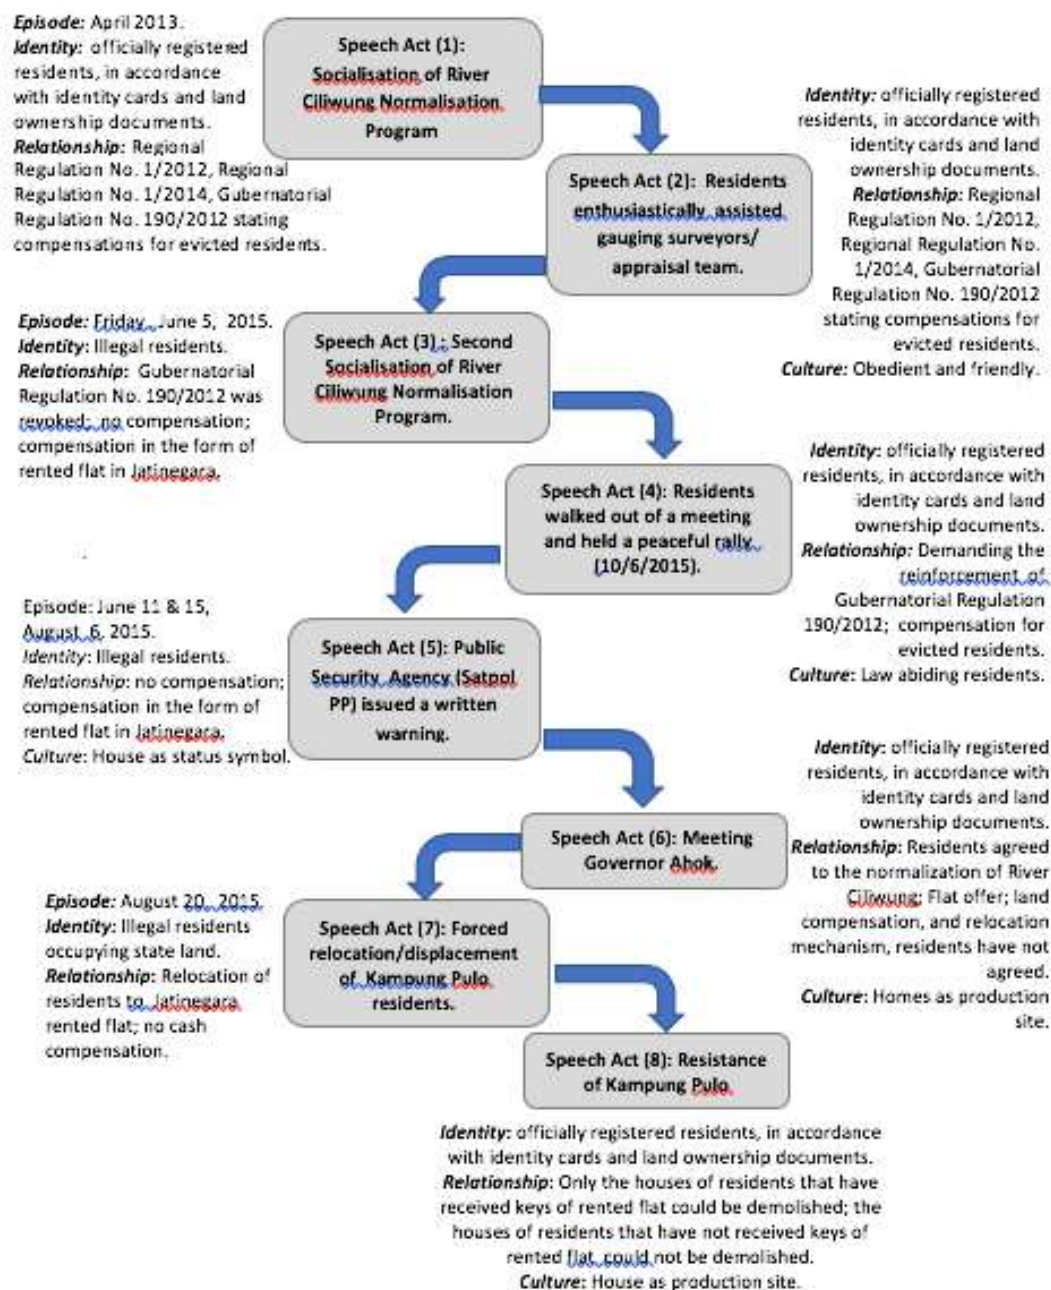 Episode: April 2013.
Identity: officially registered
residents, in accordance
with identity cards and land
ownership documents.
Relationship: Regional
Regulation No. 1/2012, Regional
Regulation No. 1/2014, Gubernatorial
Regulation No. 190/2012 stating
compensations for evicted residents.
Speech Act (1):
Socialisation of River
Ciliwung Normalisation
Program
Identity: officially registered
residents, in accordance with
identity cards and land
ownership documents.
Relationship: Regional
Regulation No. 1/2012,
Regional Regulation No.
1/2014, Gubernatorial
Regulation No. 190/2012
stating compensations for
evicted residents.
Culture: Obedient and friendly.
Speech Act (2): Residents
enthusiastically assisted
gauging surveyors/
appraisal team.
Episode: Friday, June 5, 2015.
Identity: Illegal residents.
Relationship: Gubernatorial
Regulation No. 190/2012 was
revoked; no compensation;
compensation in the form of
rented flat in Jatinegara.
Speech Act (3) : Second
Socialisation of River
Ciliwung Normalisation
Program.
Identity: officially registered
residents, in accordance with
identity cards and land
ownership documents.
Relationship: Demanding the
reinforcement of
Gubernatorial Regulation
190/2012; compensation for
evicted residents.
Culture: Law abiding residents.
Speech Act (4): Residents
walked out of a meeting
and held a peaceful rally
(10/6/2015).
Episode: June 11 & 15,
August 6, 2015.
Identity: Illegal residents.
Relationship: no compensation;
compensation in the form of
rented flat in Jatinegara.
Culture: House as status symbol.
Speech Act (5): Public
Security Agency (Satpol
PP) issued a written
warning.
Identity: officially registered
residents, in accordance with
identity cards and land
ownership documents.
Relationship: Residents agreed
to the normalization of River
Ciliwung; Flat offer; land
compensation, and relocation
mechanism, residents have not
agreed.
Culture: Homes as production
site.
Speech Act (6): Meeting
Governor Ahok.
Episode: August 20, 2015.
Identity: Illegal residents
occupying state land.
Relationship: Relocation of
residents to Jatinegara
rented flat; no cash
compensation.
Speech Act (7): Forced
relocation/displacement
of Kampung Pulo
residents.
Speech Act (8): Resistance
of Kampung Pulo
Identity: officially registered residents, in accordance
with identity cards and land ownership documents.
Relationship: Only the houses of residents that have
received keys of rented flat could be demolished; the
houses of residents that have not received keys of
rented flat could not be demolished.
Culture: House as production site.